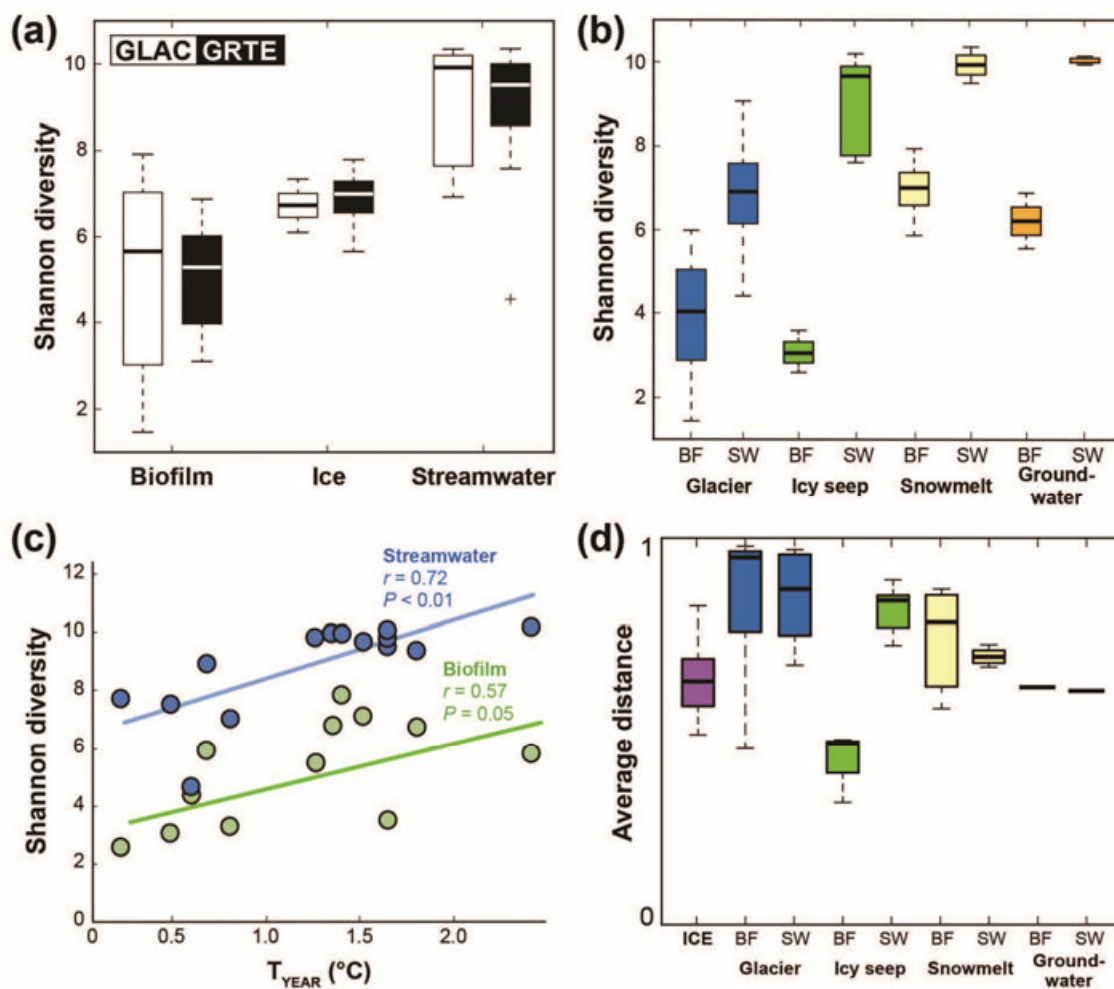 (a)
GLAC GRTE
Shannon diversity
10
8
6
4
2
Biofilm Ice Streamwater
(b)
Shannon diversity
10
8
6
4
2
BF SW BF SW BF SW BF SW
Glacier Icy seep Snowmelt Ground-
water
(c)
Shannon diversity
12
10
8
6
4
2
0
Streamwater
r = 0.72
P < 0.01
Biofilm
r = 0.57
P = 0.05
0 0.5 1.0 1.5 2.0
TYEAR (°C)
(d)
Average distance
1
0
ICE BF SW BF SW BF SW BF SW
Glacier Icy seep Snowmelt Ground-
water